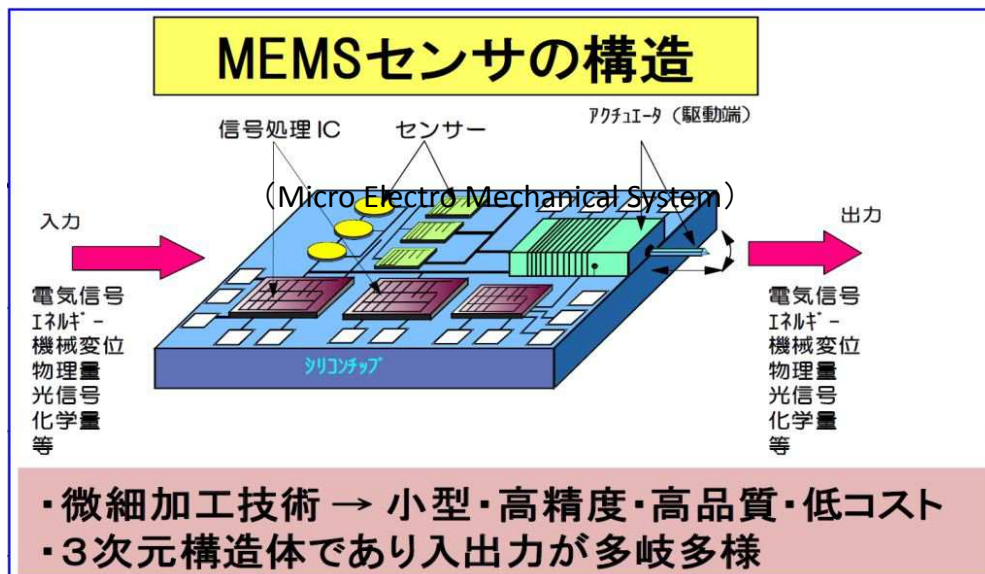 MEMSセンサの構造
信号処理IC
センサー
ｱｸﾁｭｴｰﾀ（駆動端）
（Micro Electro Mechanical System）
入力
出力
電気信号
ｴﾈﾙｷﾞｰ
機械変位
物理量
光信号
化学量
等
ｼﾘｺﾝﾁｯﾌﾟ
電気信号
ｴﾈﾙｷﾞｰ
機械変位
物理量
光信号
化学量
等
・微細加工技術 → 小型・高精度・高品質・低コスト
・３次元構造体であり入出力が多岐多様